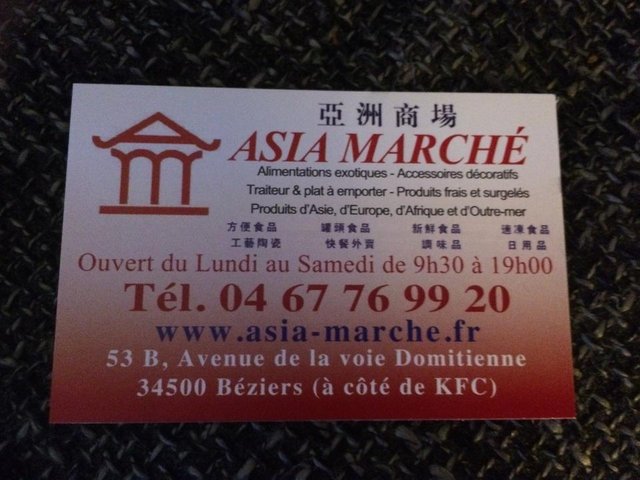 亞洲商場
ASIA MARCHÉ
Alimentations exotiques - Accessoires décoratifs
Traiteur & plat à emporter - Produits frais et surgelés
Produits d'Asie, d'Europe, d'Afrique et d'Outre-mer
方便食品 罐頭食品 新鮮食品 速凍食品
工藝陶瓷 快餐外賣 調味品 日用品
Ouvert du Lundi au Samedi de 9h30 à 19h00
Tél. 04 67 76 99 20
www.asia-marche.fr
53 B, Avenue de la voie Domitienne
34500 Béziers (à côté de KFC)